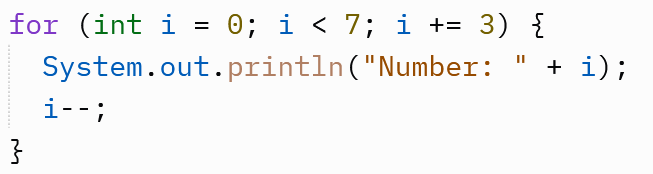 for (int i = 0; i < 7; i += 3) {
  System.out.println("Number: " + i);
  i--;
}